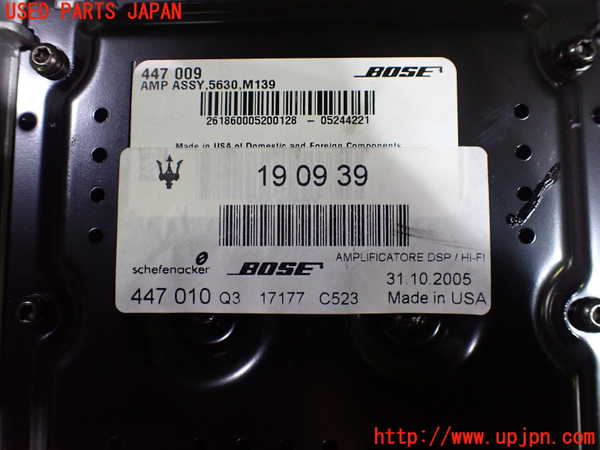 USED PARTS JAPAN
447 009
BOSE
AMP ASSY,5630,M139
261860005200128 - 05244221
Made in USA of Domestic and Foreign Components
19 09 39
AMPLIFICATORE DSP / HI-FI
schefenacker
BOSE
31.10.2005
447 010 Q3 17177 C523 Made in USA
http://www.upjpn.com/